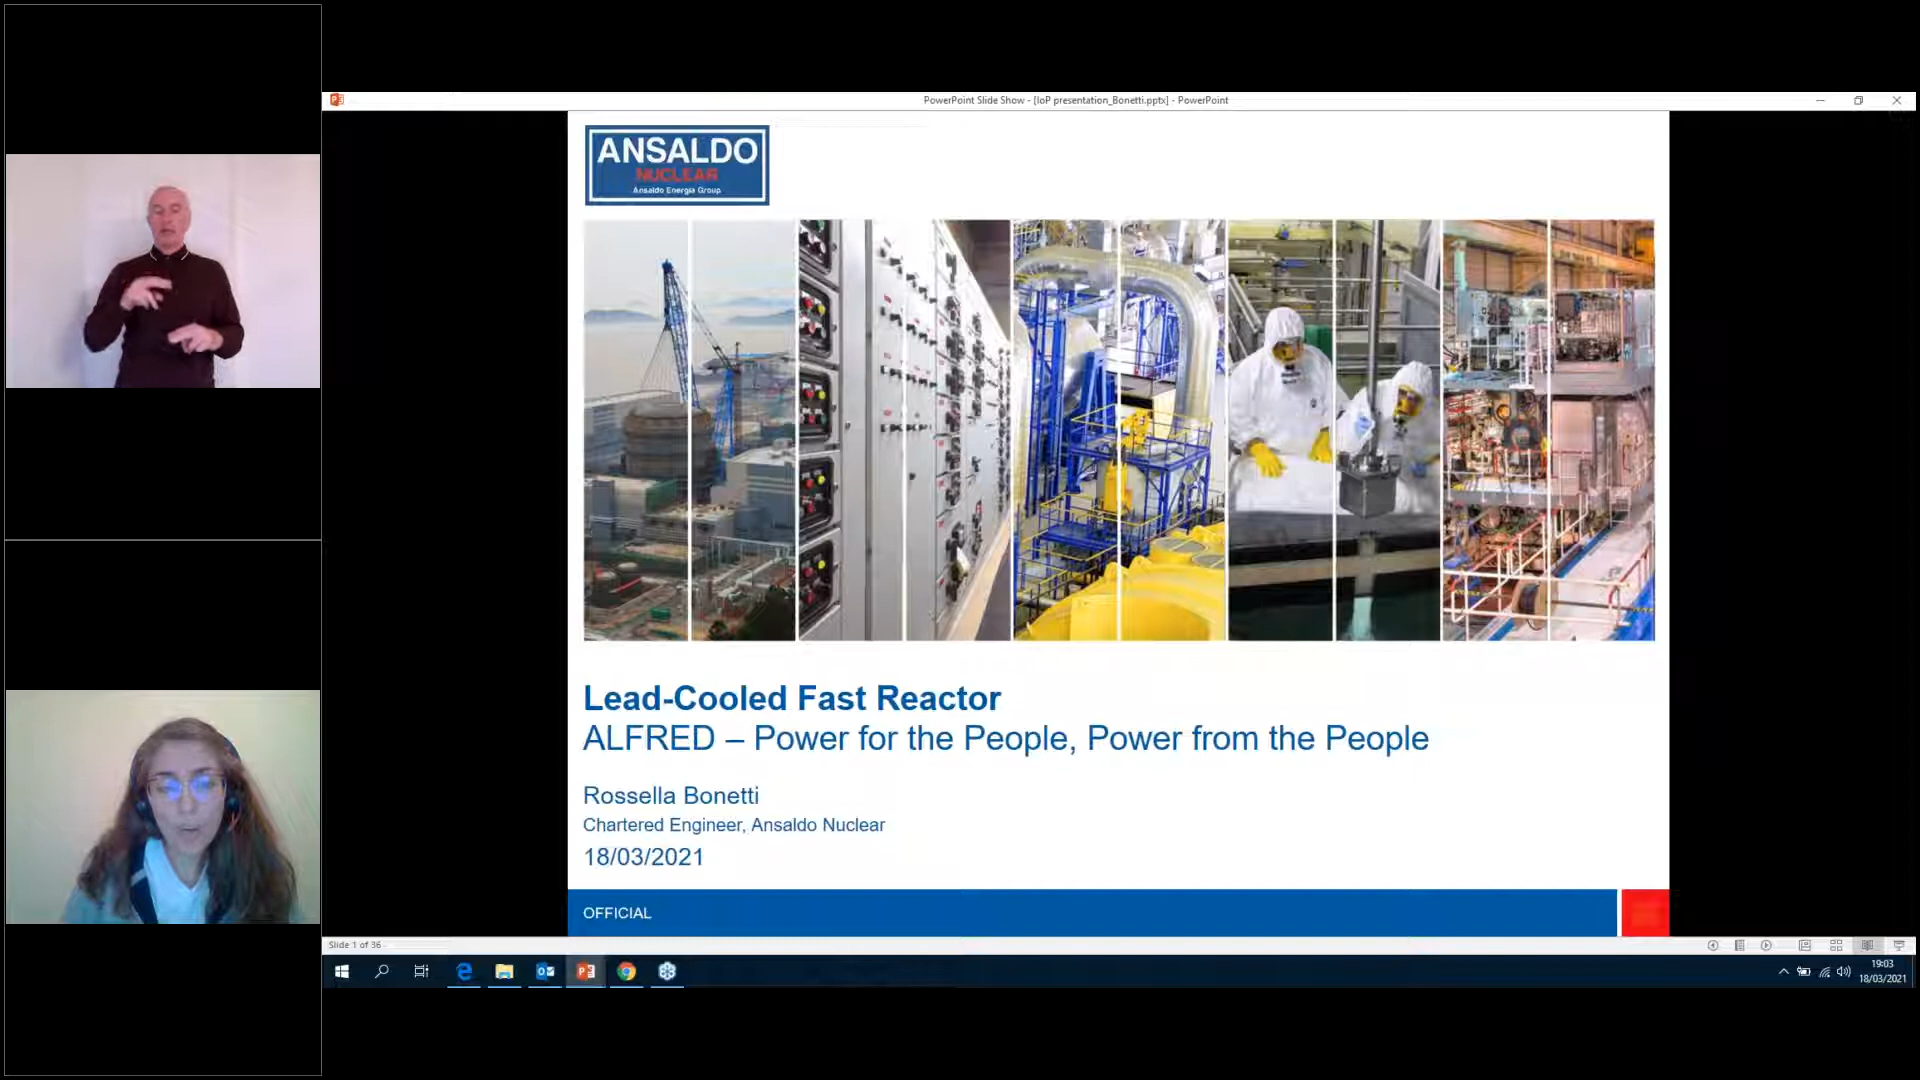 PowerPoint Slide Show - [IoP presentation_Bonetti.pptx] - PowerPoint
ANSALDO
NUCLEAR
Ansaldo Energia Group
Lead-Cooled Fast Reactor
ALFRED – Power for the People, Power from the People
Rossella Bonetti
Chartered Engineer, Ansaldo Nuclear
18/03/2021
OFFICIAL
Slide 1 of 36
19:03
18/03/2021